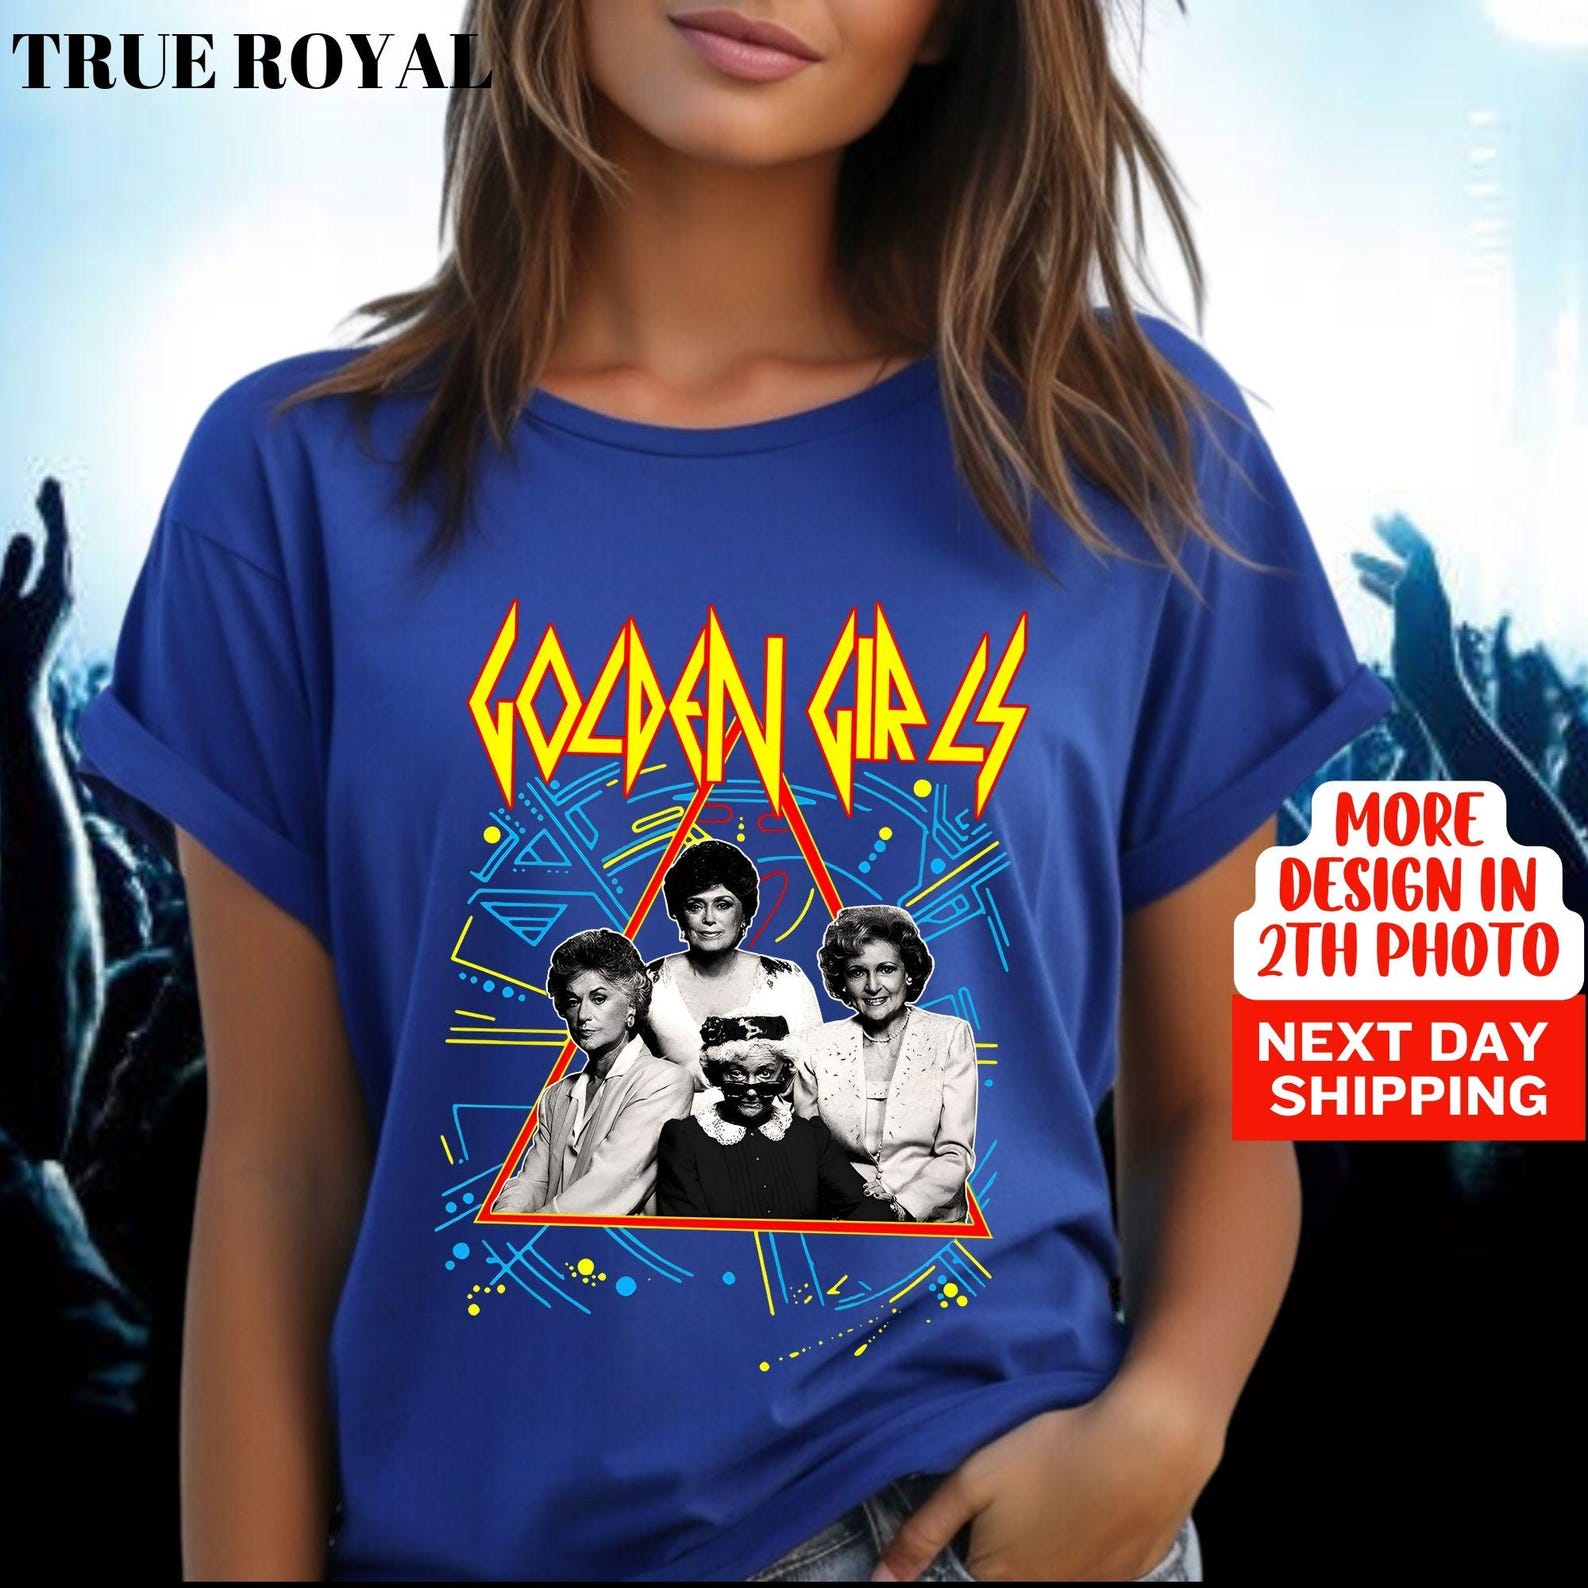 TRUE ROYAL
GOLDEN GIRLS
MORE
DESIGN IN
2TH PHOTO
NEXT DAY
SHIPPING